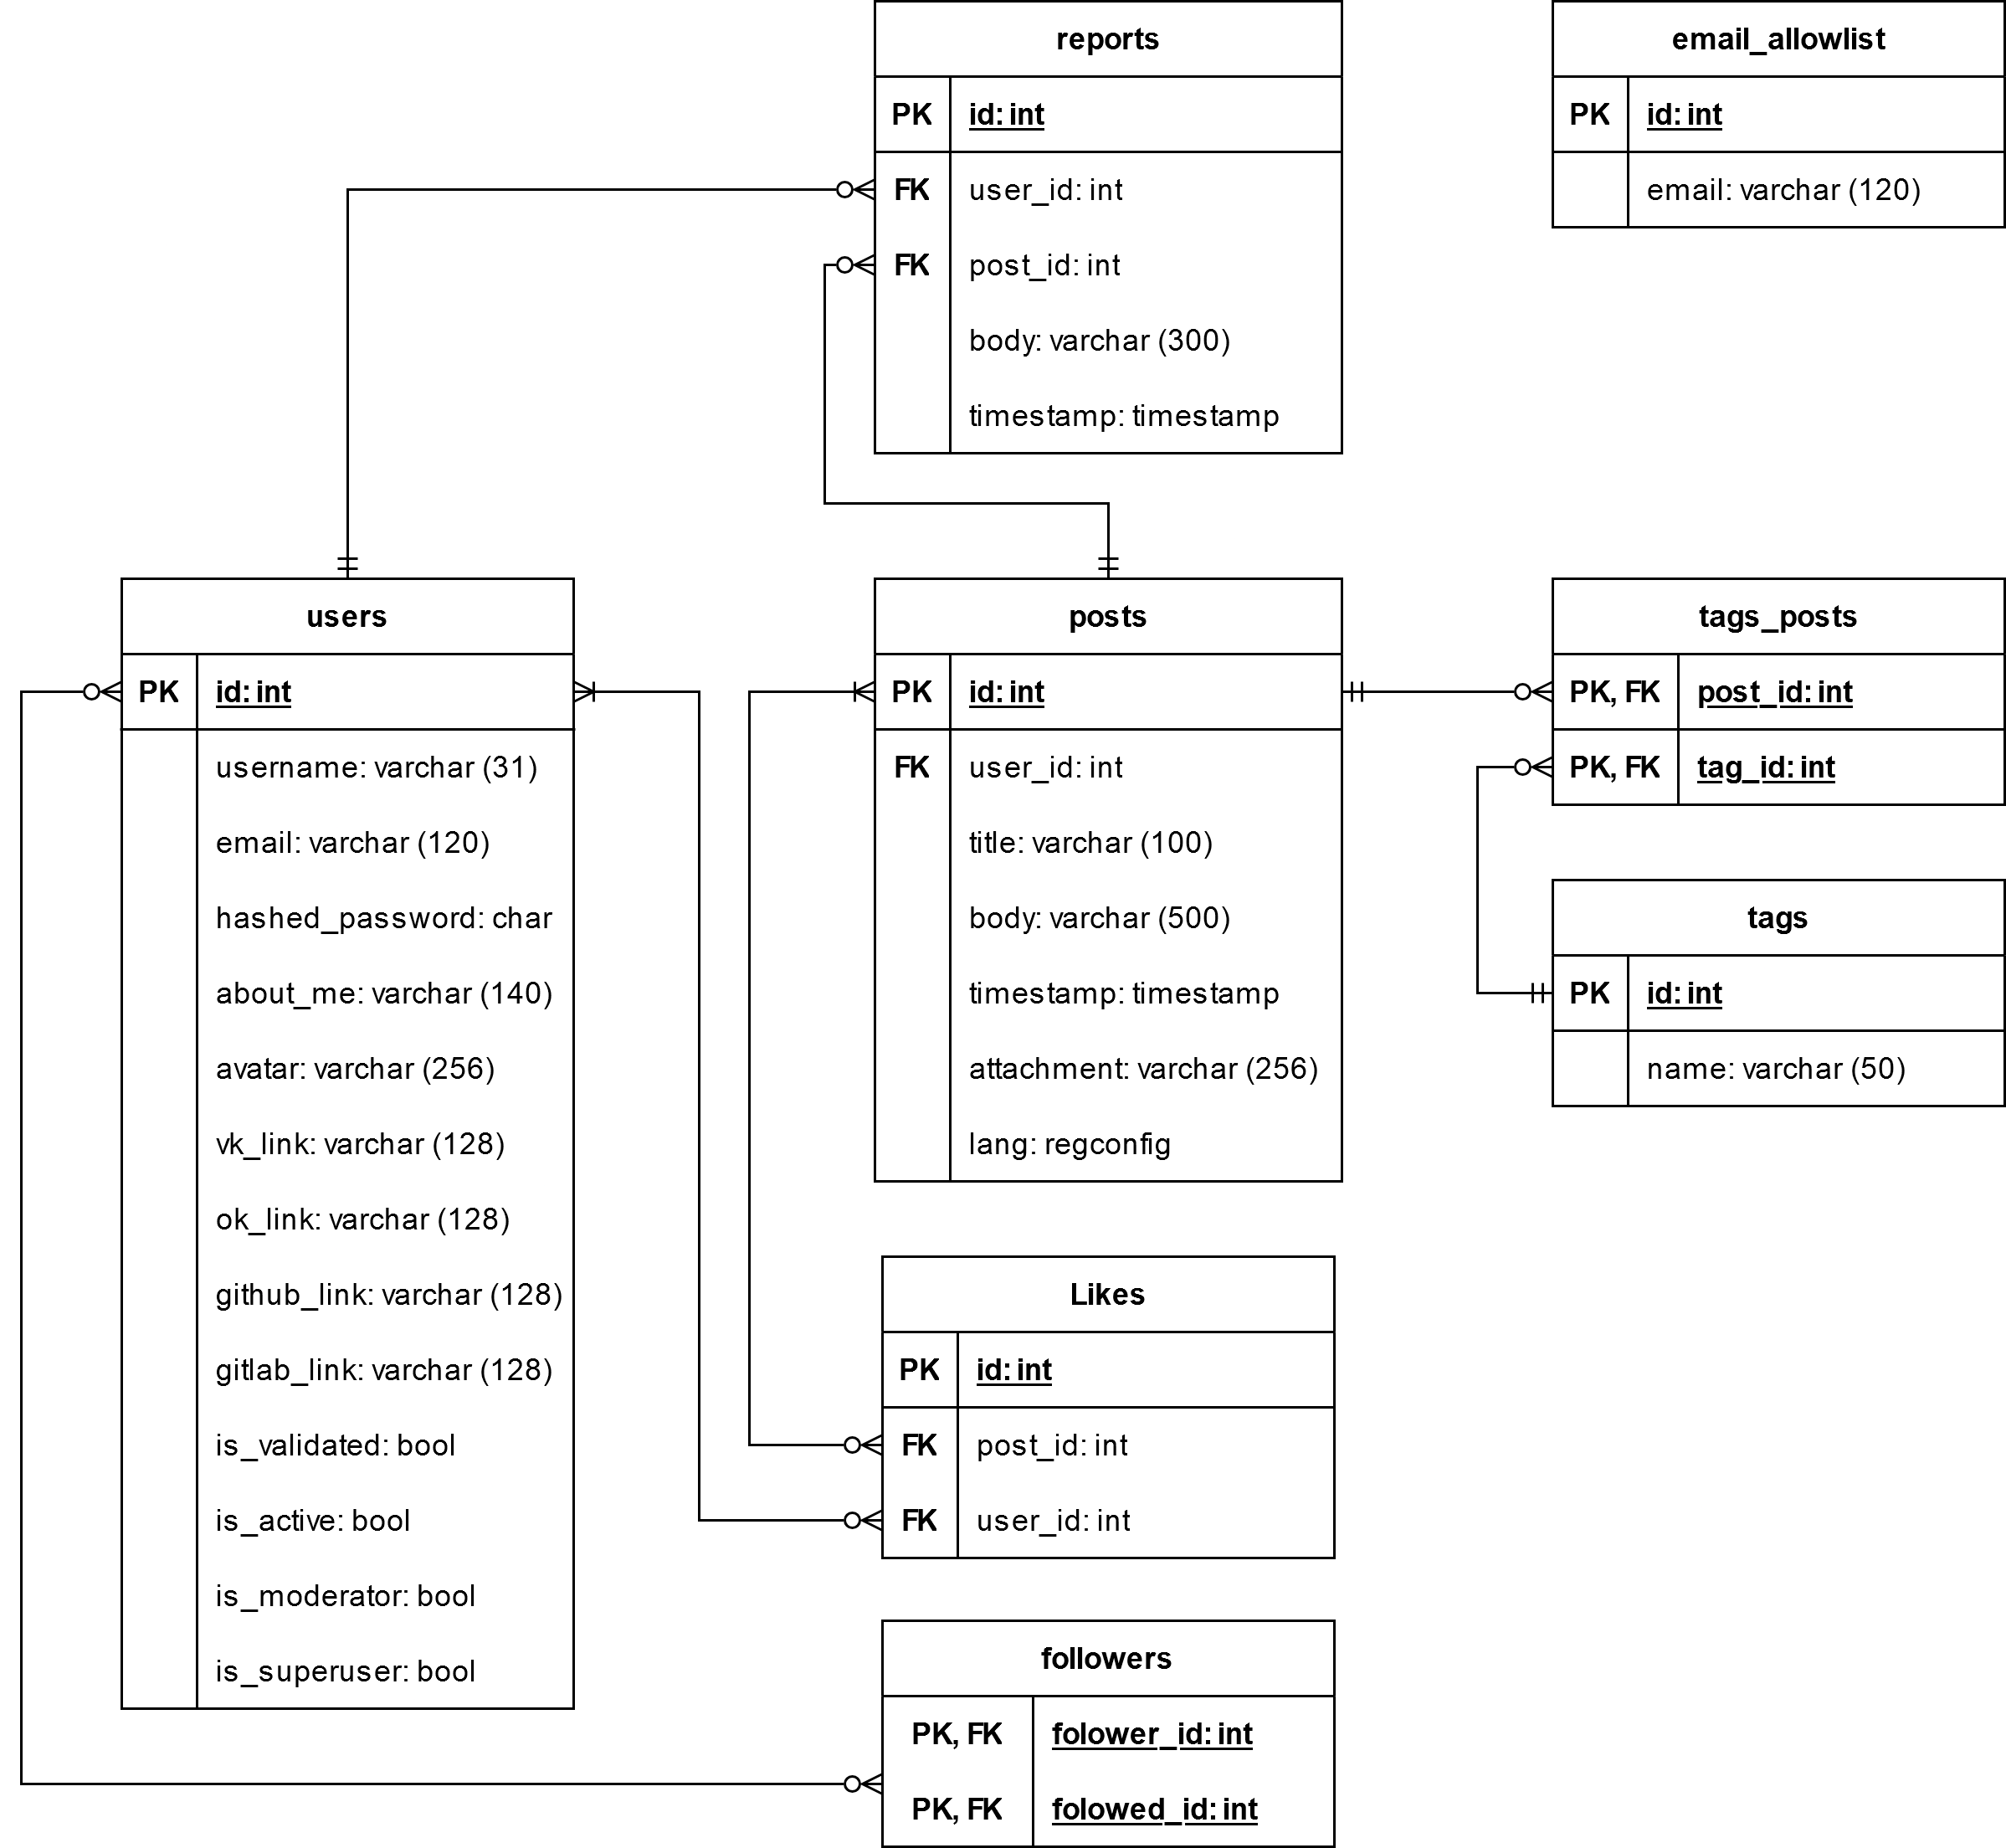 reports
PK id: int
FK user_id: int
FK post_id: int
body: varchar (300)
timestamp: timestamp
email_allowlist
PK id: int
email: varchar (120)
users
PK id: int
username: varchar (31)
email: varchar (120)
hashed_password: char
about_me: varchar (140)
avatar: varchar (256)
vk_link: varchar (128)
ok_link: varchar (128)
github_link: varchar (128)
gitlab_link: varchar (128)
is_validated: bool
is_active: bool
is_moderator: bool
is_superuser: bool
posts
PK id: int
FK user_id: int
title: varchar (100)
body: varchar (500)
timestamp: timestamp
attachment: varchar (256)
lang: regconfig
tags_posts
PK, FK post_id: int
PK, FK tag_id: int
tags
PK id: int
name: varchar (50)
Likes
PK id: int
FK post_id: int
FK user_id: int
followers
PK, FK folower_id: int
PK, FK folowed_id: int